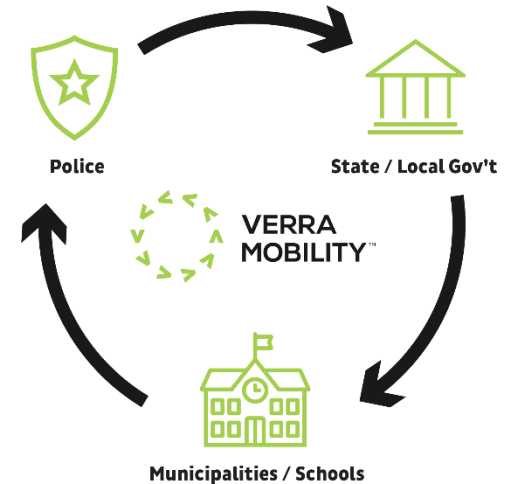 Police
State / Local Gov't
VERRA
MOBILITY™
Municipalities / Schools